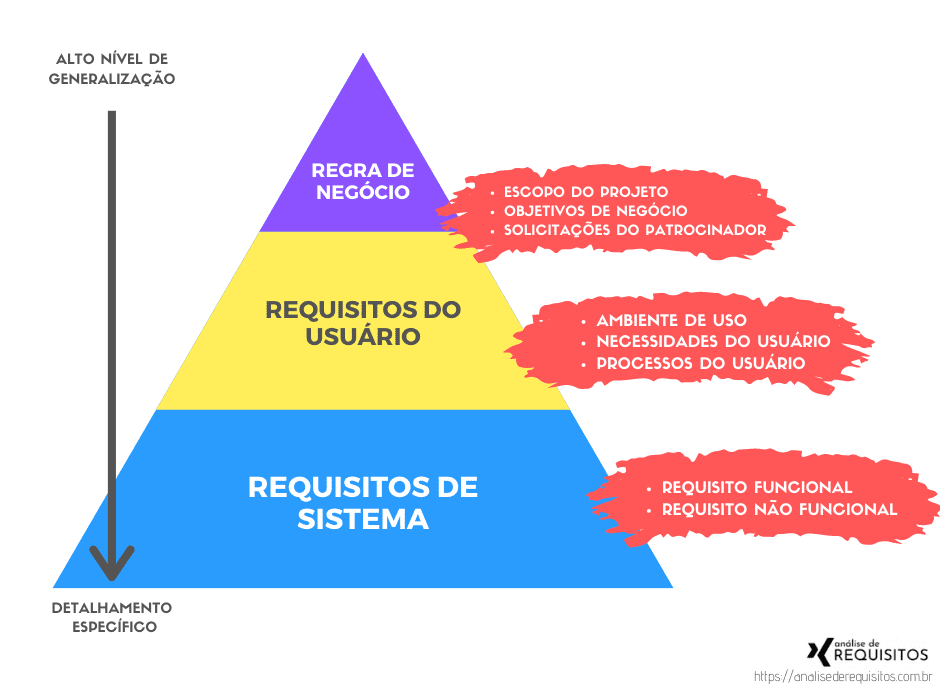 ALTO NÍVEL DE
GENERALIZAÇÃO
REGRA DE
NEGÓCIO
• ESCOPO DO PROJETO
• OBJETIVOS DE NEGÓCIO
• SOLICITAÇÕES DO PATROCINADOR
REQUISITOS DO
USUÁRIO
• AMBIENTE DE USO
• NECESSIDADES DO USUÁRIO
• PROCESSOS DO USUÁRIO
REQUISITOS DE
SISTEMA
• REQUISITO FUNCIONAL
• REQUISITO NÃO FUNCIONAL
DETALHAMENTO
ESPECÍFICO
análise de
REQUISITOS
https://analisederequisitos.com.br